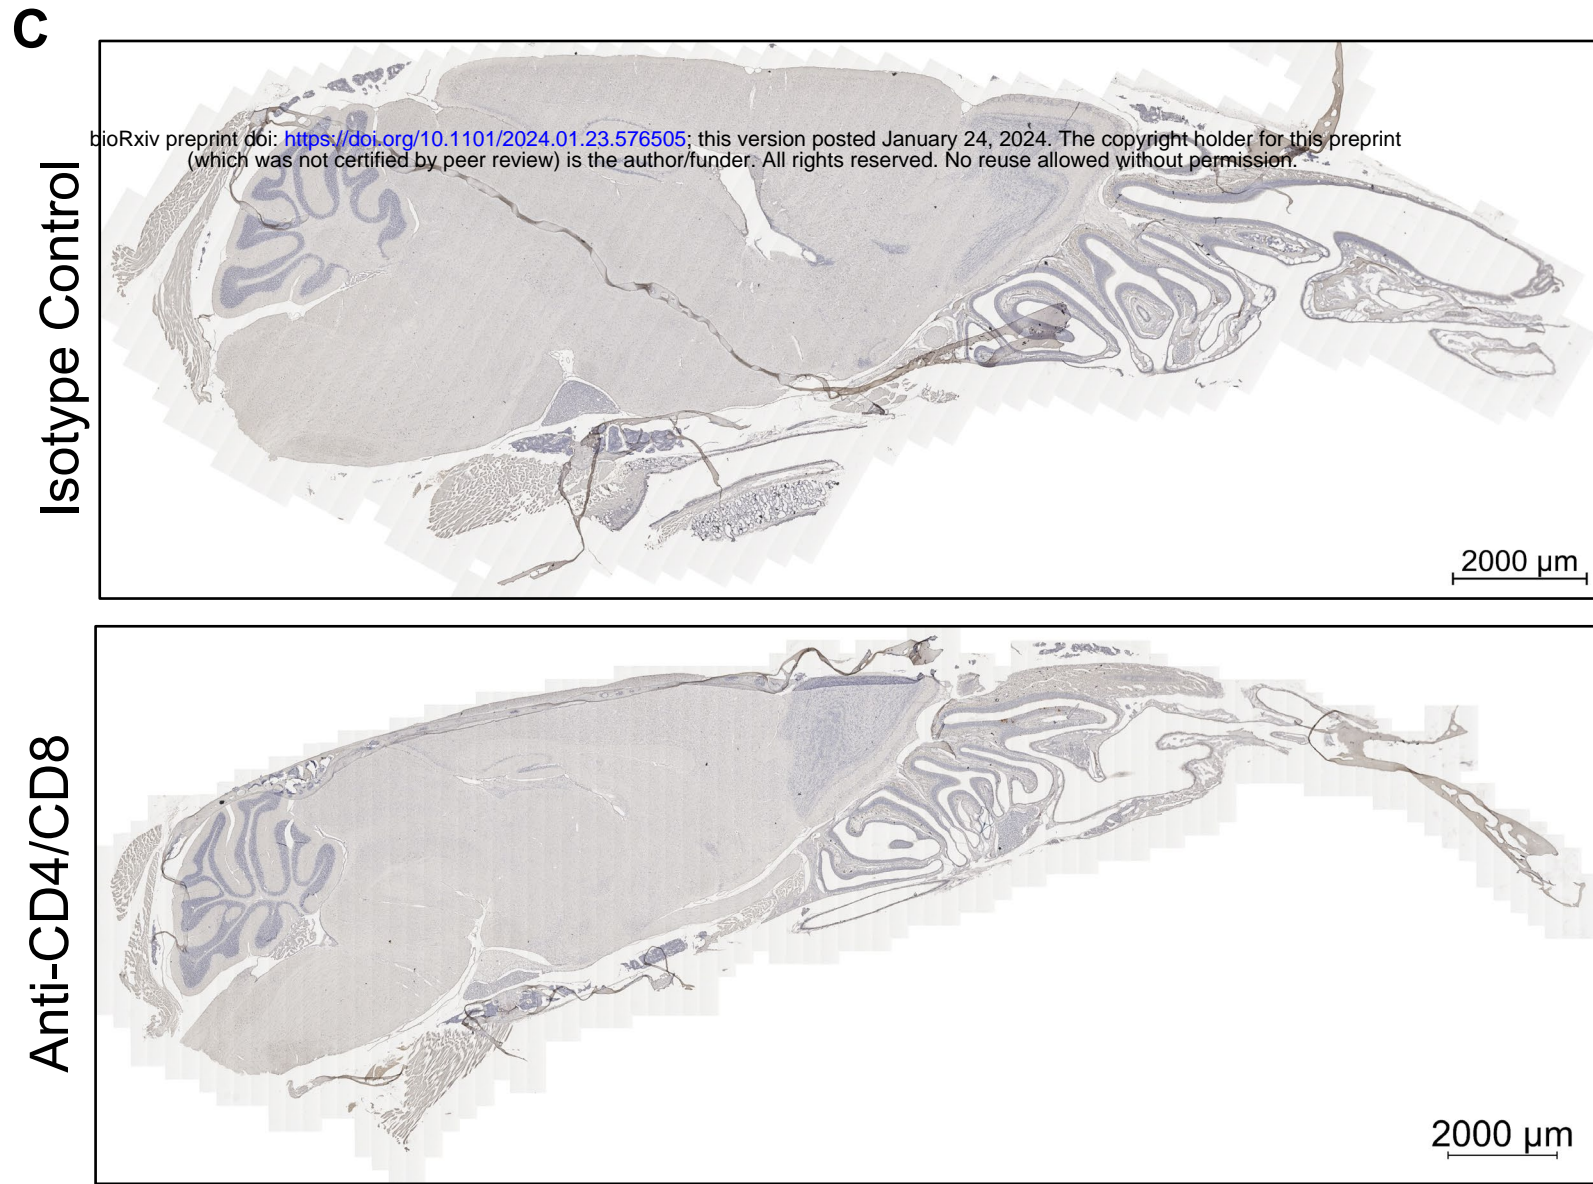 C
Isotype Control
bioRxiv preprint doi: https://doi.org/10.1101/2024.01.23.576505; this version posted January 24, 2024. The copyright holder for this preprint
(which was not certified by peer review) is the author/funder. All rights reserved. No reuse allowed without permission.
2000 µm
Anti-CD4/CD8
2000 µm